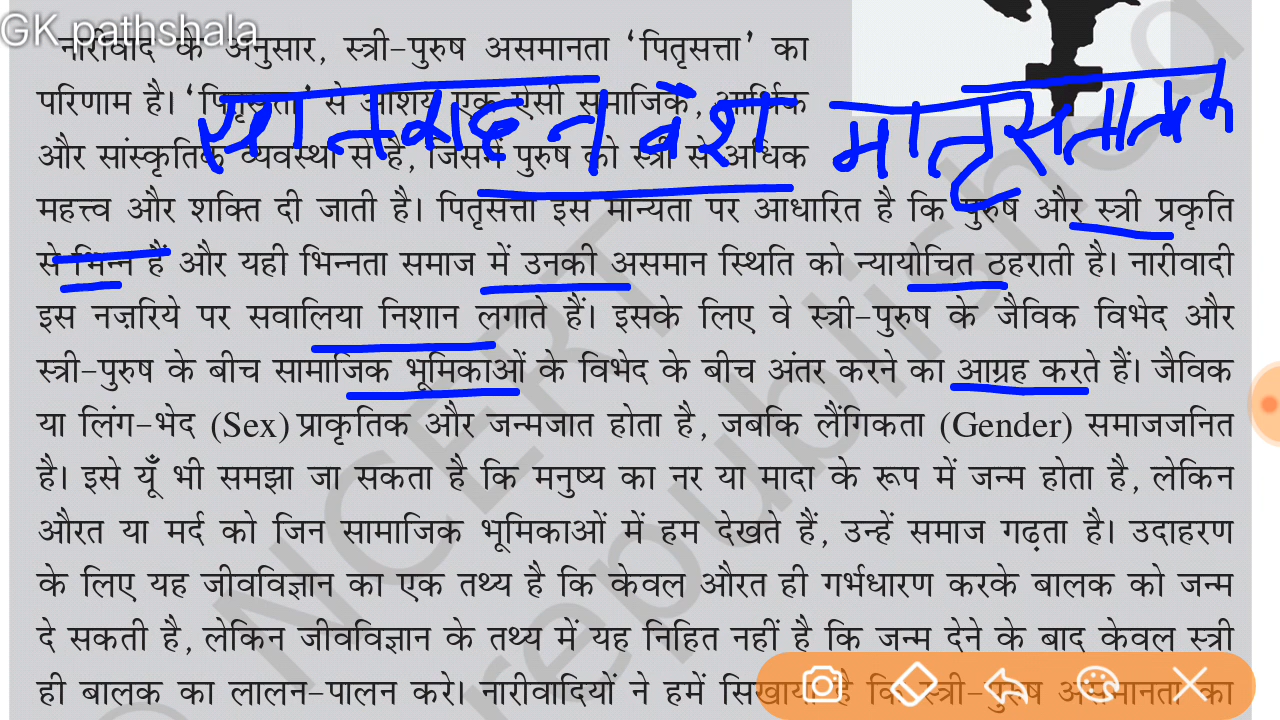 GK pathshala
नारीवाद के अनुसार, स्त्री-पुरुष असमानता ‘पितृसत्ता’ का
परिणाम है। ‘पितृसत्ता’ से आशय एक ऐसी समाजिक, आर्थिक
और सांस्कृतिक व्यवस्था से है, जिसमें पुरुष को स्त्री से अधिक
महत्त्व और शक्ति दी जाती है। पितृसत्ता इस मान्यता पर आधारित है कि पुरुष और स्त्री प्रकृति
से भिन्न हैं और यही भिन्नता समाज में उनकी असमान स्थिति को न्यायोचित ठहराती है। नारीवादी
इस नज़रिये पर सवालिया निशान लगाते हैं। इसके लिए वे स्त्री-पुरुष के जैविक विभेद और
स्त्री-पुरुष के बीच सामाजिक भूमिकाओं के विभेद के बीच अंतर करने का आग्रह करते हैं। जैविक
या लिंग-भेद (Sex) प्राकृतिक और जन्मजात होता है, जबकि लैंगिकता (Gender) समाजजनित
है। इसे यूँ भी समझा जा सकता है कि मनुष्य का नर या मादा के रूप में जन्म होता है, लेकिन
औरत या मर्द को जिन सामाजिक भूमिकाओं में हम देखते हैं, उन्हें समाज गढ़ता है। उदाहरण
के लिए यह जीवविज्ञान का एक तथ्य है कि केवल औरत ही गर्भधारण करके बालक को जन्म
दे सकती है, लेकिन जीवविज्ञान के तथ्य में यह निहित नहीं है कि जन्म देने के बाद केवल स्त्री
ही बालक का लालन-पालन करे। नारीवादियों ने हमें सिखाया है कि स्त्री-पुरुष असमानता का
वंश मातृसतात्मक
NCERT
republished